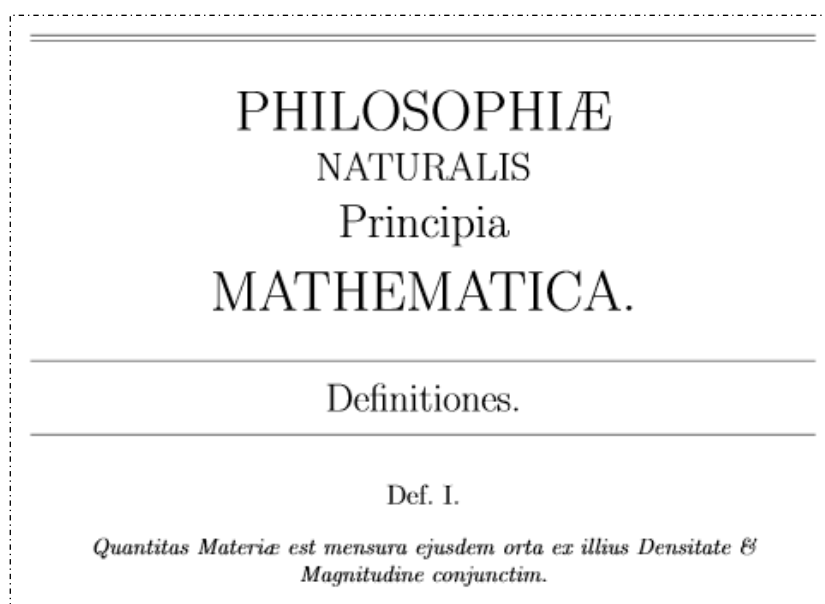 PHILOSOPHIÆ
NATURALIS
Principia
MATHEMATICA.
Definitiones.
Def. I.
Quantitas Materiæ est mensura ejusdem orta ex illius Densitate &
Magnitudine conjunctim.